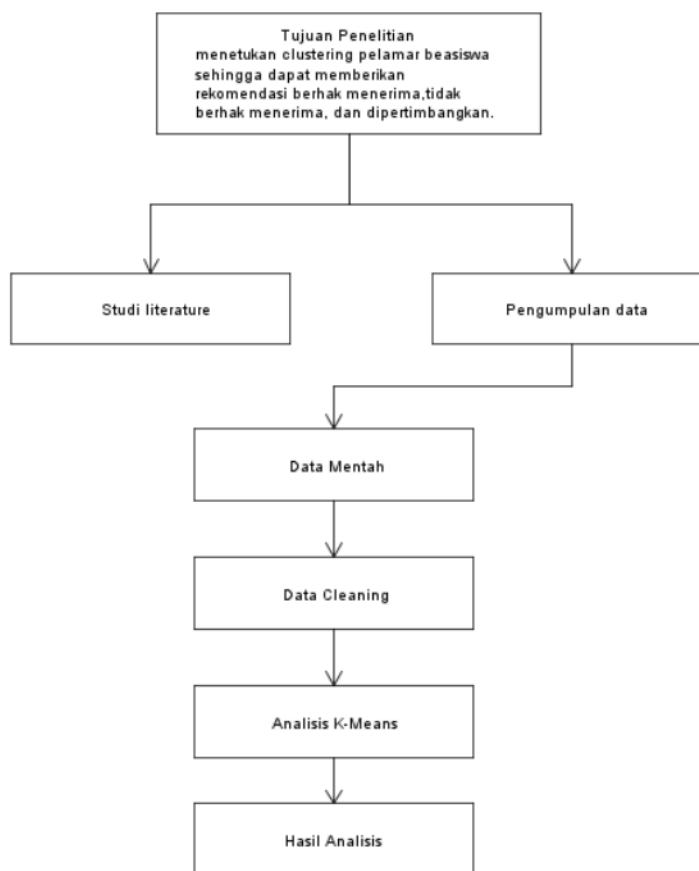 Tujuan Penelitian
menetukan clustering pelamar beasiswa
sehingga dapat memberikan
rekomendasi berhak menerima,tidak
berhak menerima, dan dipertimbangkan.
Studi literature
Pengumpulan data
Data Mentah
Data Cleaning
Analisis K-Means
Hasil Analisis